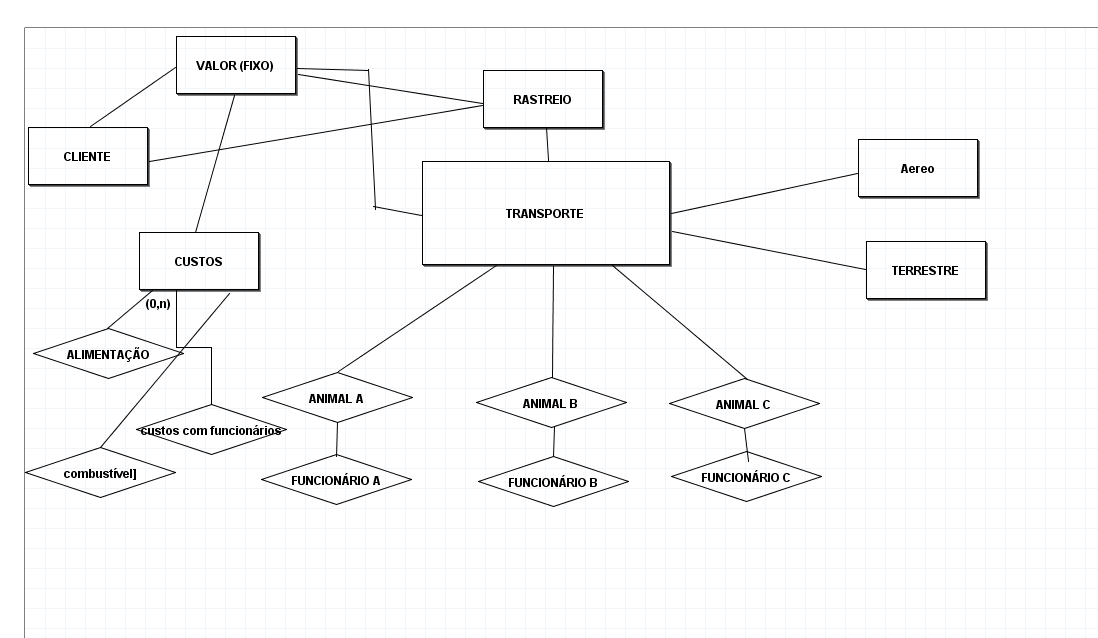 VALOR (FIXO)
RASTREIO
CLIENTE
Aereo
TRANSPORTE
CUSTOS
TERRESTRE
(0,n)
ALIMENTAÇÃO
ANIMAL A
ANIMAL B
ANIMAL C
custos com funcionários
combustível]
FUNCIONÁRIO A
FUNCIONÁRIO B
FUNCIONÁRIO C